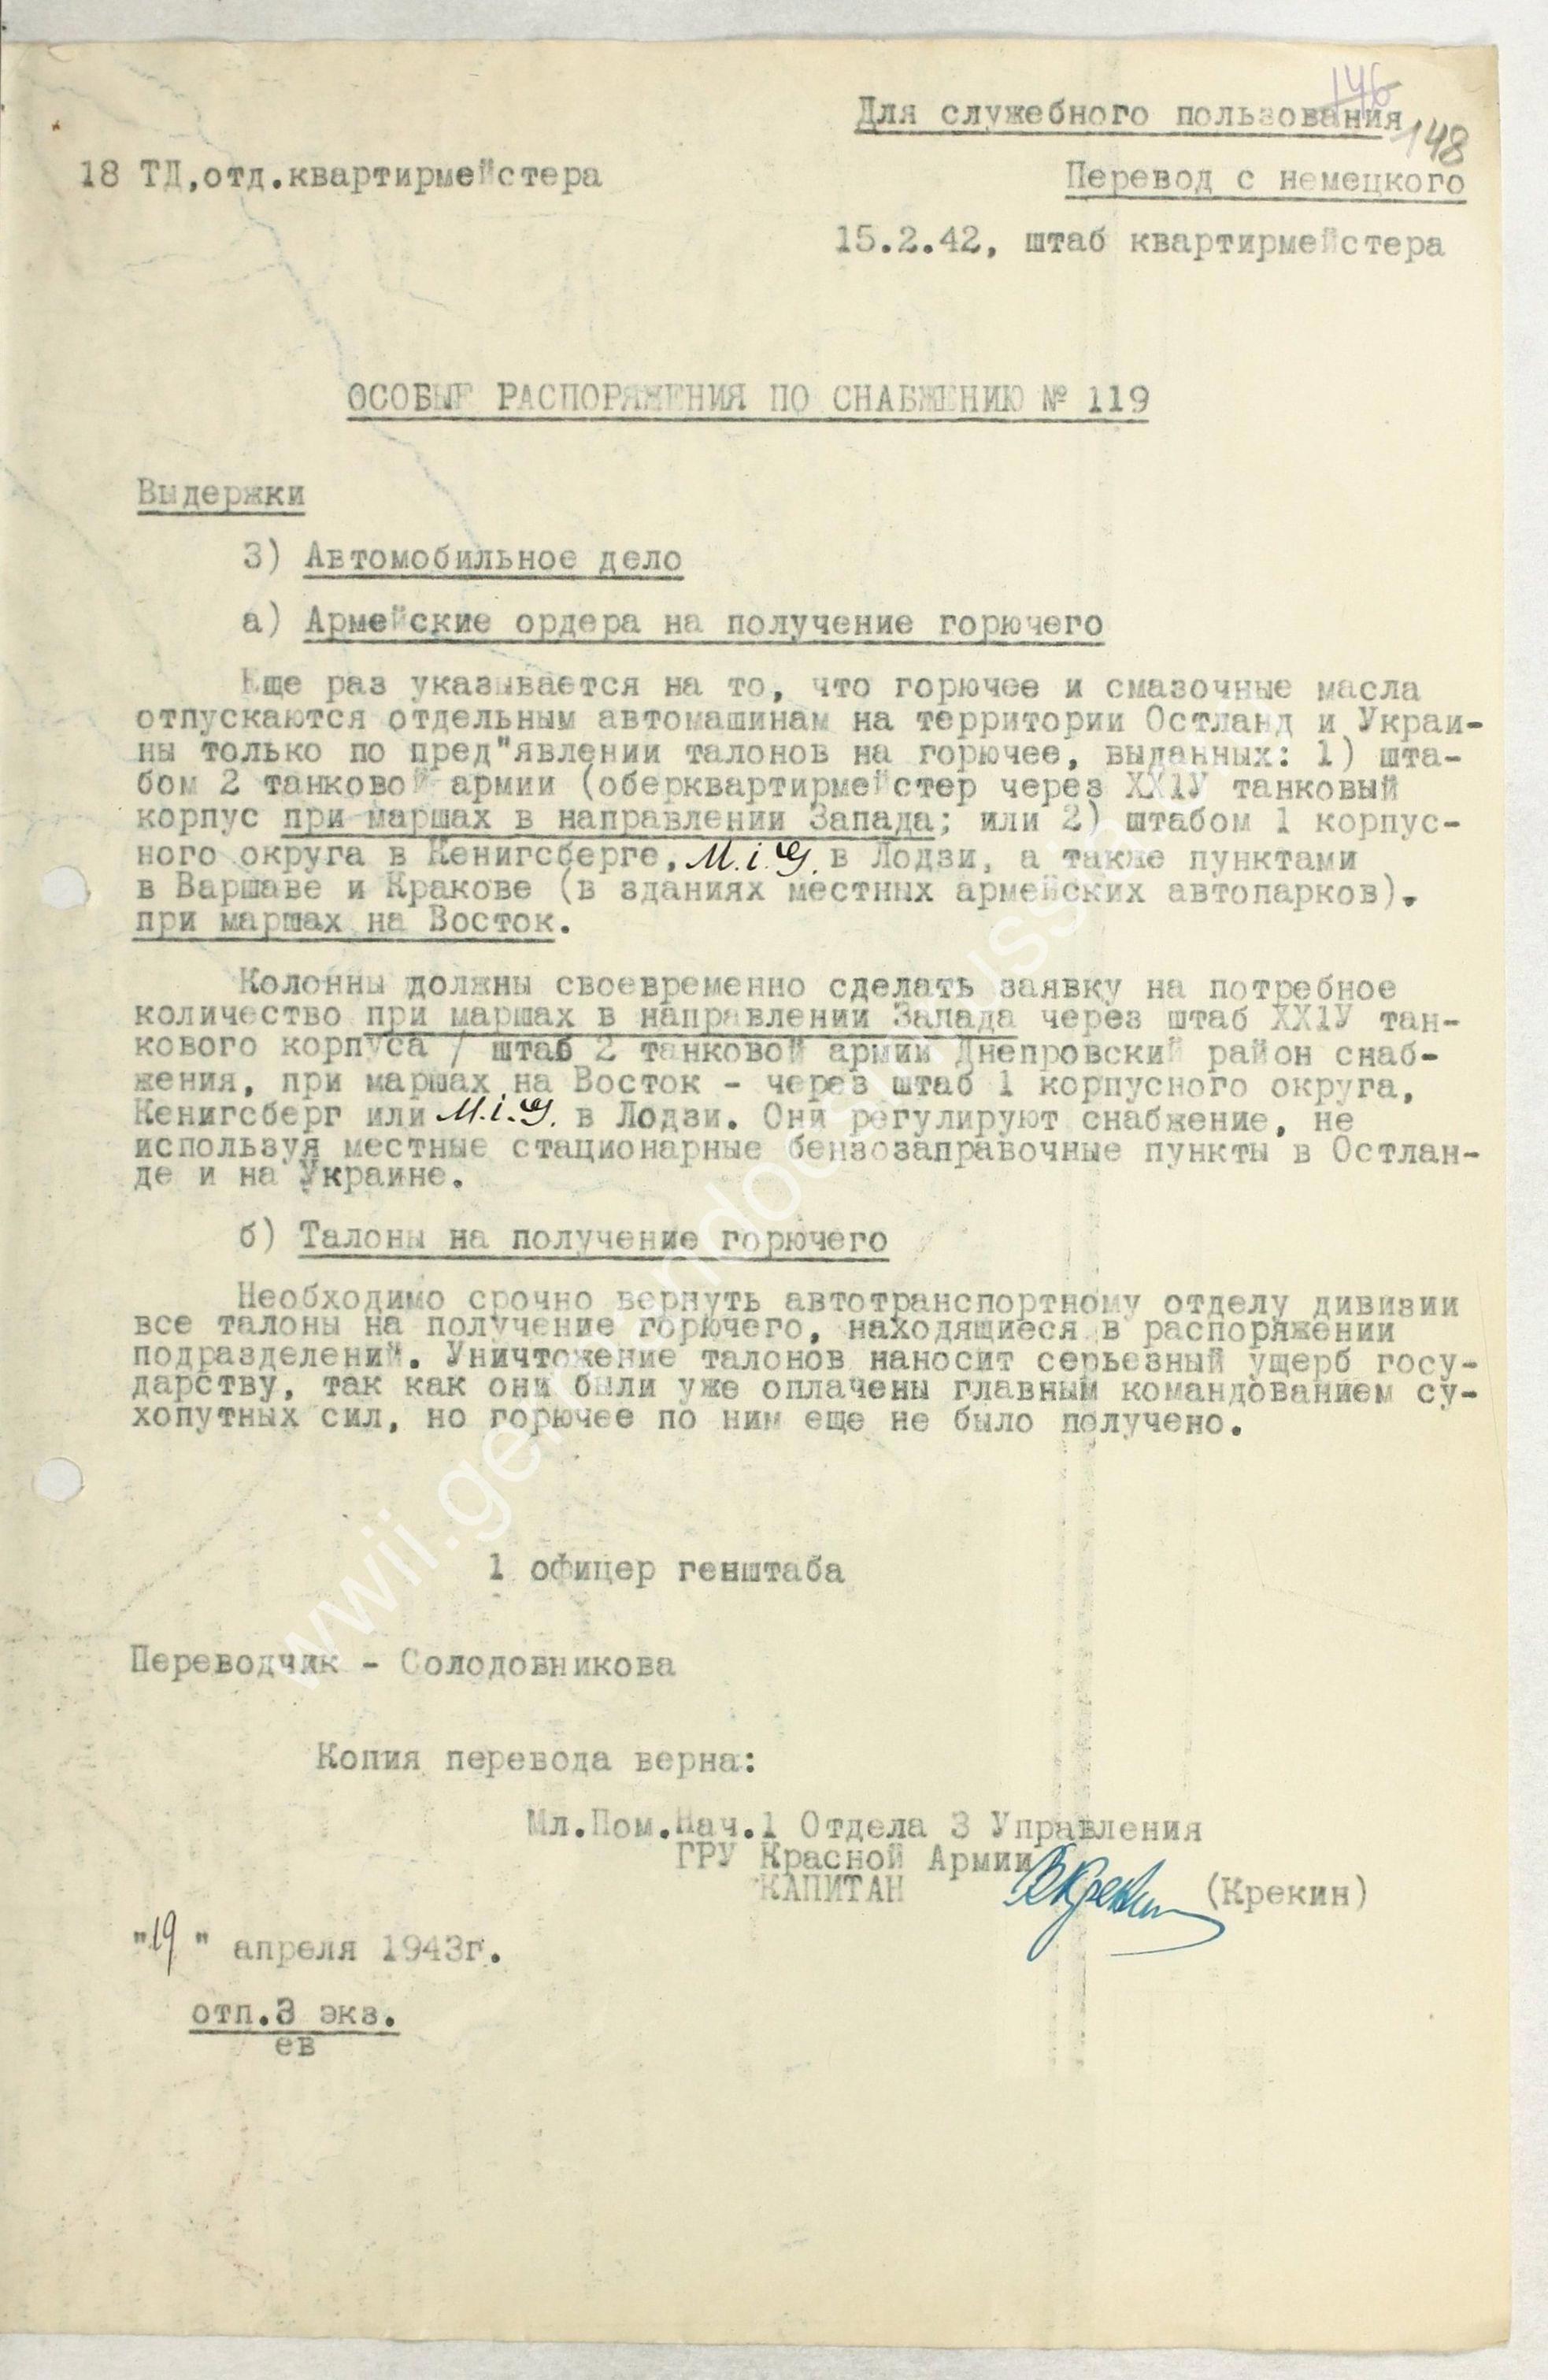 146
Для служебного пользования
148
18 ТД,отд.квартирмейстера
Перевод с немецкого
15.2.42, штаб квартирмейстера
ОСОБЫЕ РАСПОРЯЖЕНИЯ ПО СНАБЖЕНИЮ № 119
Выдержки
3) Автомобильное дело
а) Армейские ордера на получение горючего
Еще раз указывается на то, что горючее и смазочные масла
отпускаются отдельным автомашинам на территории Остланд и Украи-
ны только по пред"явлении талонов на горючее, выданных: 1) шта-
бом 2 танковой армии (оберквартирмейстер через XX1У танковый
корпус при маршах в направлении Запада; или 2) штабом 1 корпус-
ного округа в Кенигсберге, M.i.G. в Лодзи, а также пунктами
в Варшаве и Кракове (в зданиях местных армейских автопарков),
при маршах на Восток.
Колонны должны своевременно сделать заявку на потребное
количество при маршах в направлении Запада через штаб XX1У тан-
кового корпуса / штаб 2 танковой армии Днепровский район снаб-
жения, при маршах на Восток - через штаб 1 корпусного округа,
Кенигсберг или M.i.G. в Лодзи. Они регулируют снабжение, не
используя местные стационарные бензозаправочные пункты в Остлан-
де и на Украине.
б) Талоны на получение горючего
Необходимо срочно вернуть автотранспортному отделу дивизии
все талоны на получение горючего, находящиеся в распоряжении
подразделений. Уничтожение талонов наносит серьезный ущерб госу-
дарству, так как они были уже оплачены главным командованием су-
хопутных сил, но горючее по ним еще не было получено.
1 офицер генштаба
Переводчик - Солодовникова
Копия перевода верна:
Мл.Пом.Нач.1 Отдела 3 Управления
ГРУ Красной Армии
КАПИТАН ВКрекин (Крекин)
"19" апреля 1943г.
отп.3 экз.
ев